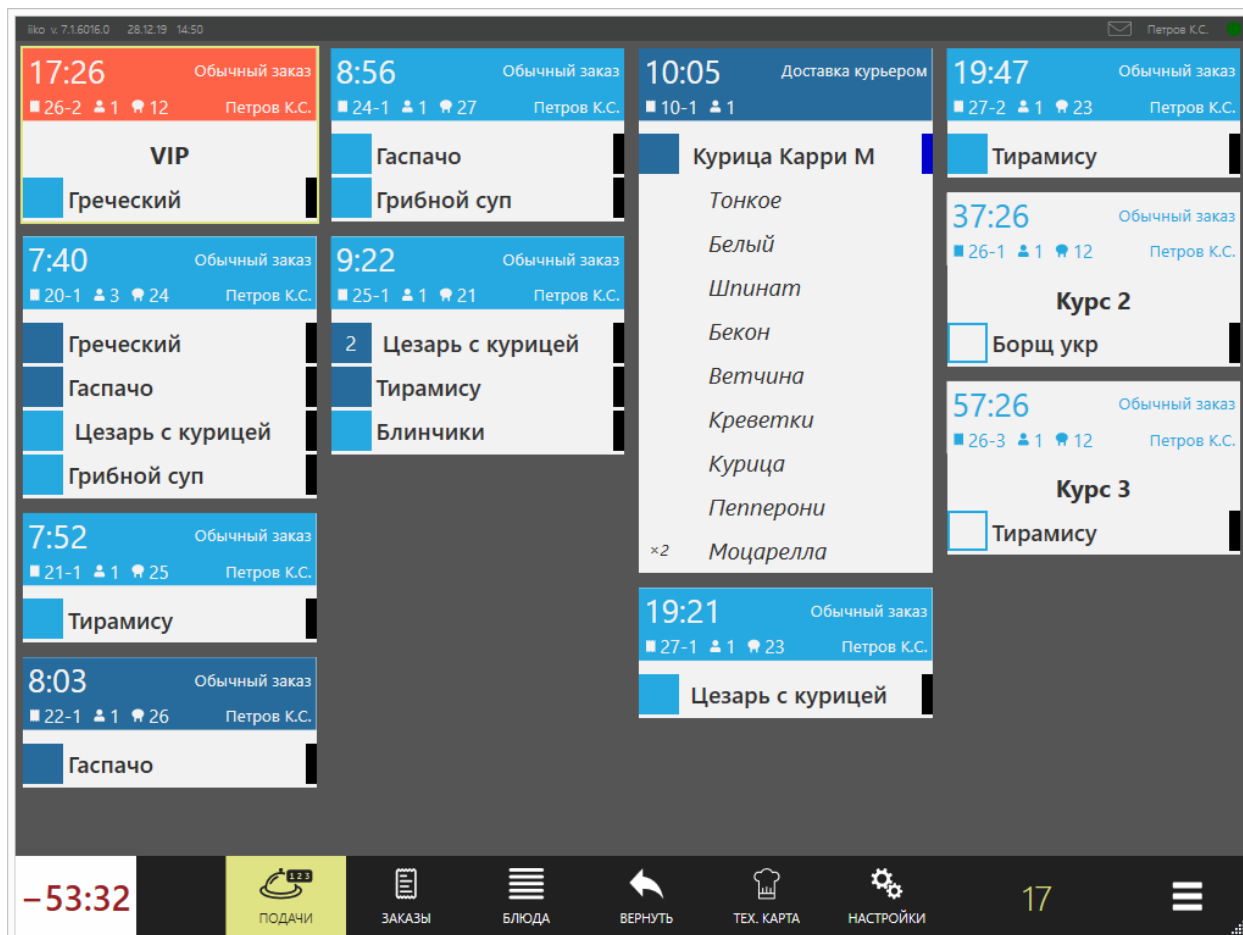 iiko v. 7.1.6016.0 28.12.19 14:50 Петров К.С.
17:26 Обычный заказ
26-2 1 12 Петров К.С.
VIP
Греческий
7:40 Обычный заказ
20-1 3 24 Петров К.С.
Греческий
Гаспачо
Цезарь с курицей
Грибной суп
7:52 Обычный заказ
21-1 1 25 Петров К.С.
Тирамису
8:03 Обычный заказ
22-1 1 26 Петров К.С.
Гаспачо
8:56 Обычный заказ
24-1 1 27 Петров К.С.
Гаспачо
Грибной суп
9:22 Обычный заказ
25-1 1 21 Петров К.С.
2 Цезарь с курицей
Тирамису
Блинчики
10:05 Доставка курьером
10-1 1
Курица Карри М
Тонкое
Белый
Шпинат
Бекон
Ветчина
Креветки
Курица
Пепперони
×2 Моцарелла
19:21 Обычный заказ
27-1 1 23 Петров К.С.
Цезарь с курицей
19:47 Обычный заказ
27-2 1 23 Петров К.С.
Тирамису
37:26 Обычный заказ
26-1 1 12 Петров К.С.
Курс 2
Борщ укр
57:26 Обычный заказ
26-3 1 12 Петров К.С.
Курс 3
Тирамису
–53:32
123
ПОДАЧИ
ЗАКАЗЫ
БЛЮДА
ВЕРНУТЬ
ТЕХ. КАРТА
НАСТРОЙКИ
17